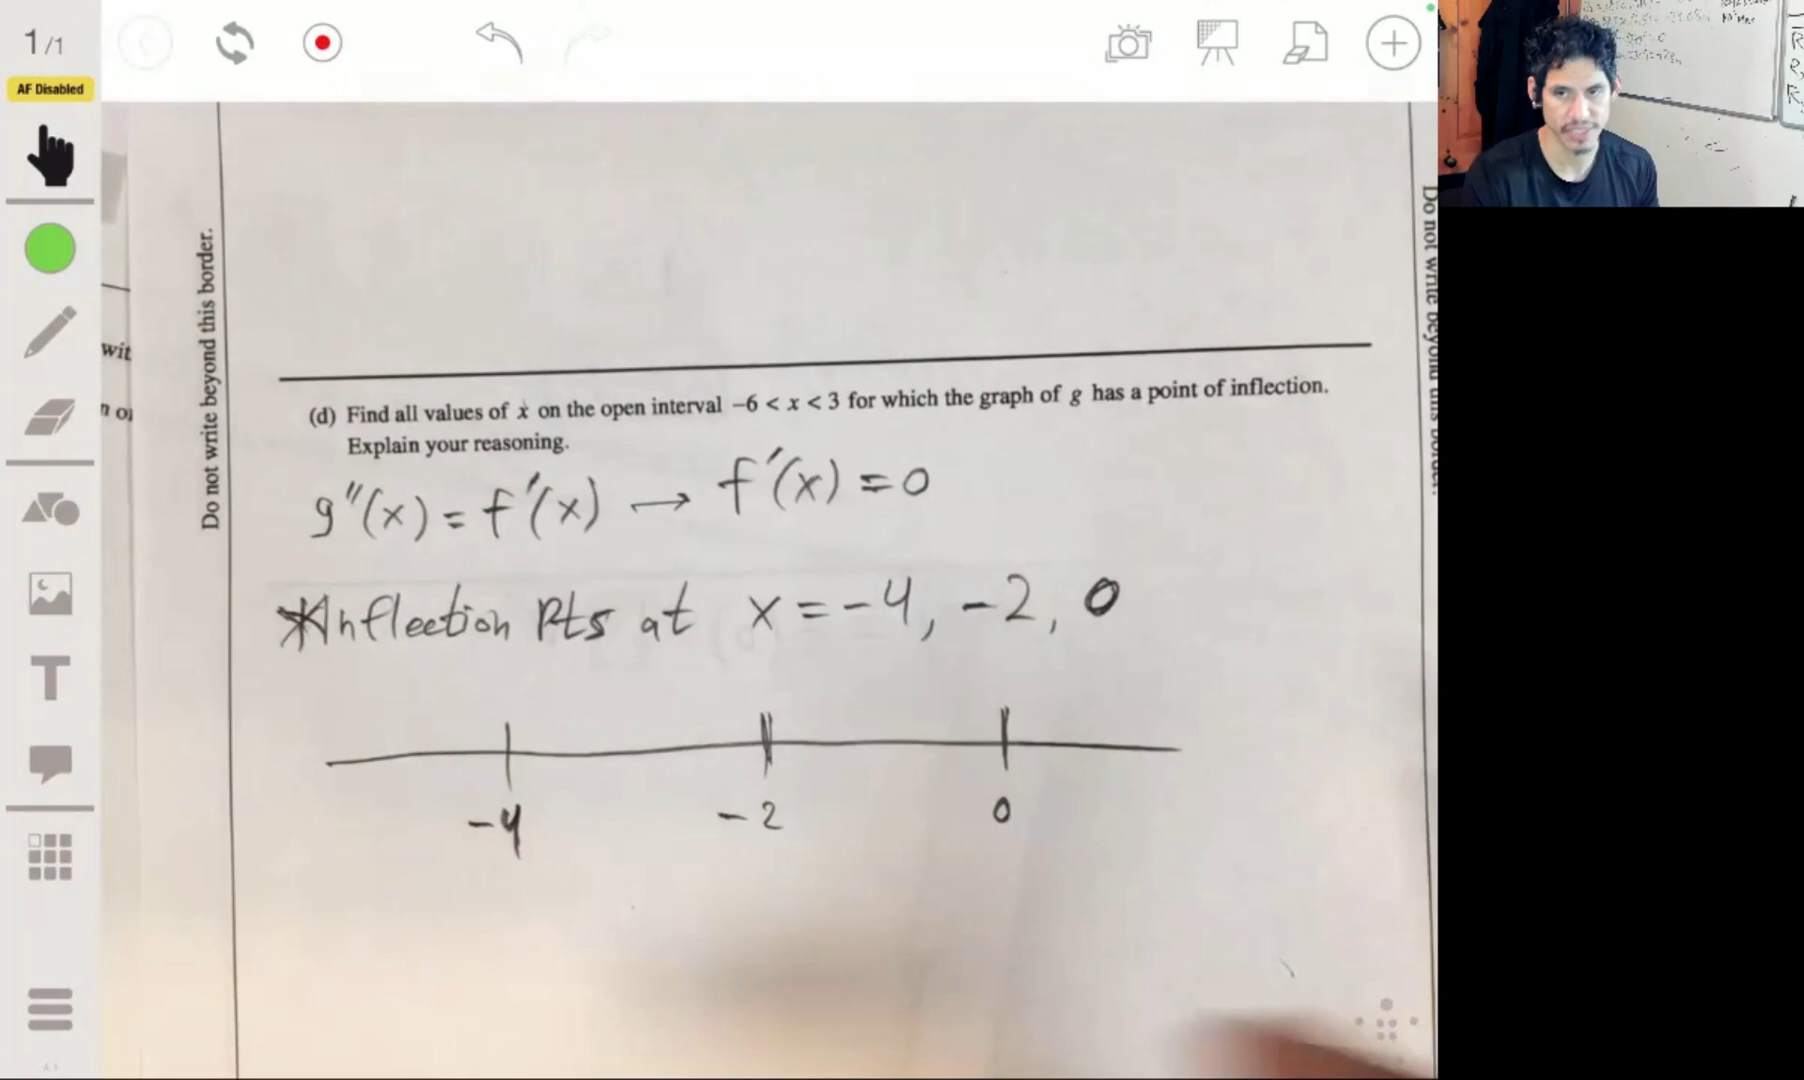 1/1
AF Disabled
wit
n or
Do not write beyond this border.
Do not write beyond this border.
(d) Find all values of x on the open interval −6 < x < 3 for which the graph of g has a point of inflection.
Explain your reasoning.
g''(x) = f'(x) → f'(x) = 0
*Inflection Pts at x = -4, -2, 0
-4 -2 0
T